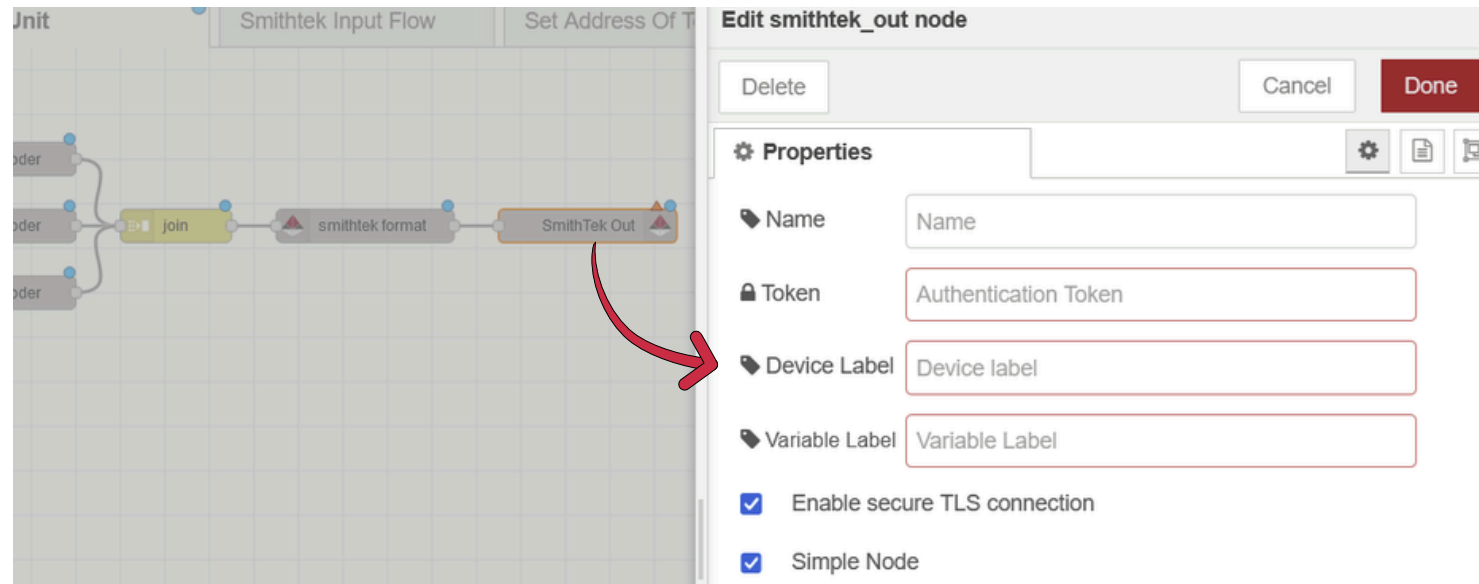 Unit
Smithtek Input Flow
Set Address Of
Edit smithtek_out node
Delete
Cancel
Done
Properties
Name
Name
Token
Authentication Token
Device Label
Device label
Variable Label
Variable Label
Enable secure TLS connection
Simple Node
oder
oder
oder
join
smithtek format
SmithTek Out